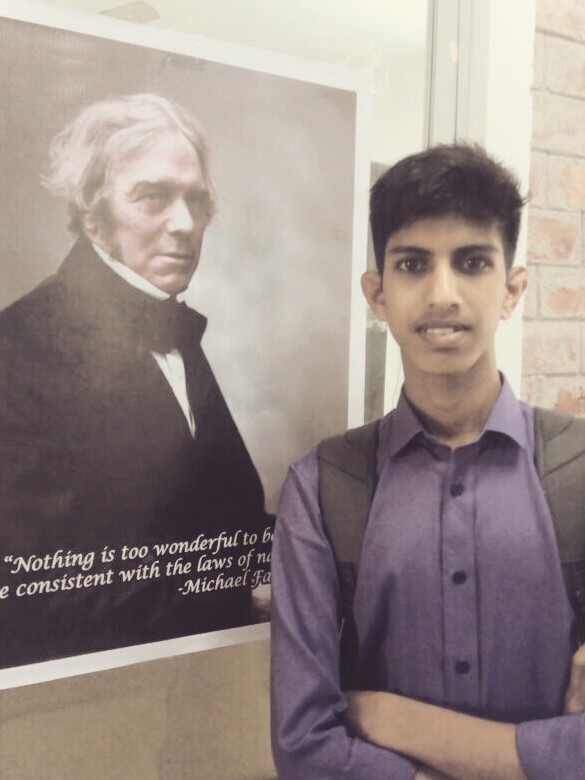 “Nothing is too wonderful to
consistent with the laws of
-Michael